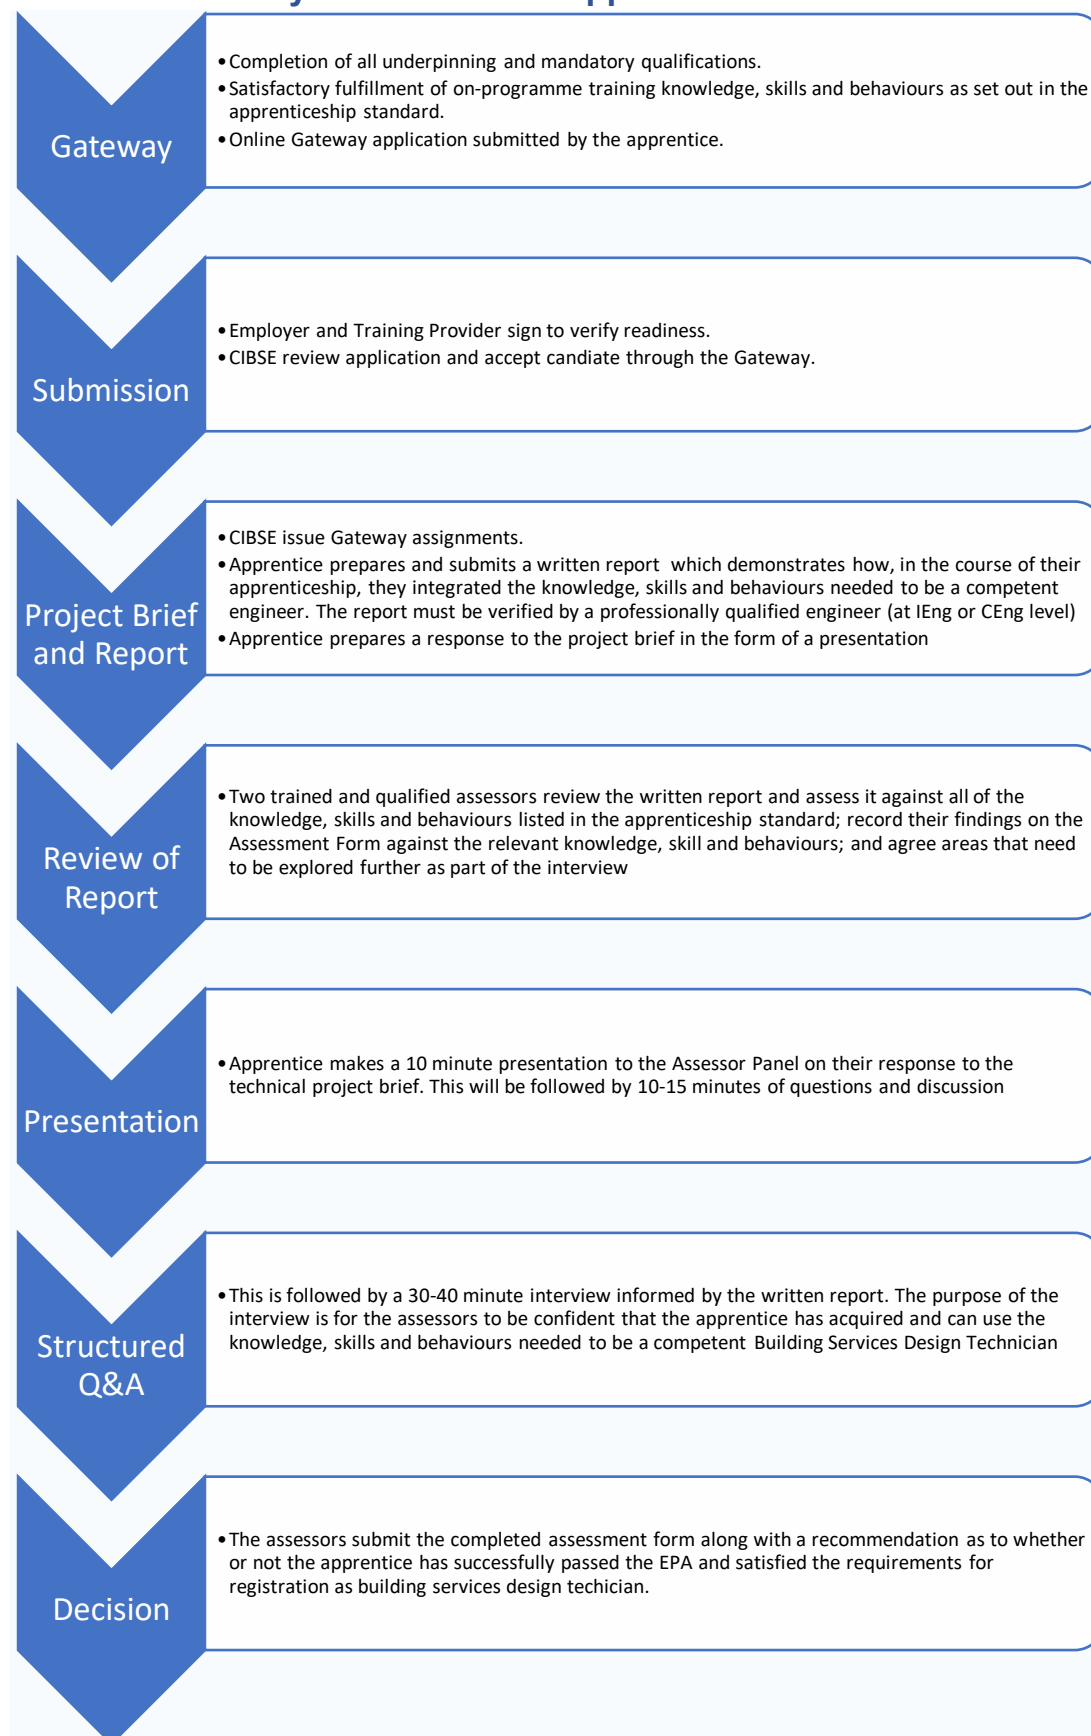 Gateway
•Completion of all underpinning and mandatory qualifications.
•Satisfactory fulfillment of on-programme training knowledge, skills and behaviours as set out in the
apprenticeship standard.
•Online Gateway application submitted by the apprentice.
Submission
•Employer and Training Provider sign to verify readiness.
•CIBSE review application and accept candiate through the Gateway.
Project Brief
and Report
•CIBSE issue Gateway assignments.
•Apprentice prepares and submits a written report which demonstrates how, in the course of their
apprenticeship, they integrated the knowledge, skills and behaviours needed to be a competent
engineer. The report must be verified by a professionally qualified engineer (at IEng or CEng level)
•Apprentice prepares a response to the project brief in the form of a presentation
Review of
Report
•Two trained and qualified assessors review the written report and assess it against all of the
knowledge, skills and behaviours listed in the apprenticeship standard; record their findings on the
Assessment Form against the relevant knowledge, skill and behaviours; and agree areas that need
to be explored further as part of the interview
Presentation
•Apprentice makes a 10 minute presentation to the Assessor Panel on their response to the
technical project brief. This will be followed by 10-15 minutes of questions and discussion
Structured
Q&A
•This is followed by a 30-40 minute interview informed by the written report. The purpose of the
interview is for the assessors to be confident that the apprentice has acquired and can use the
knowledge, skills and behaviours needed to be a competent Building Services Design Technician
Decision
•The assessors submit the completed assessment form along with a recommendation as to whether
or not the apprentice has successfully passed the EPA and satisfied the requirements for
registration as building services design techician.